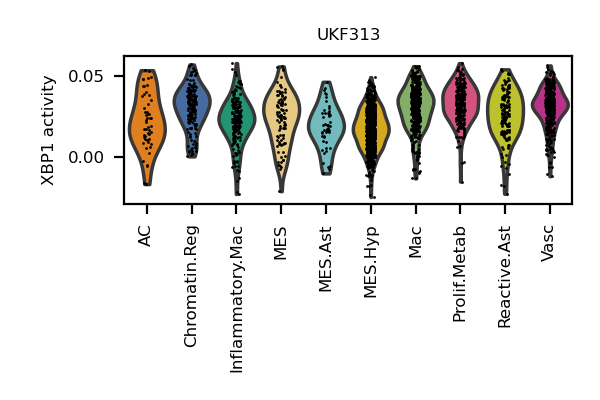 UKF313
XBP1 activity
0.05
0.00
AC
Chromatin.Reg
Inflammatory.Mac
MES
MES.Ast
MES.Hyp
Mac
Prolif.Metab
Reactive.Ast
Vasc